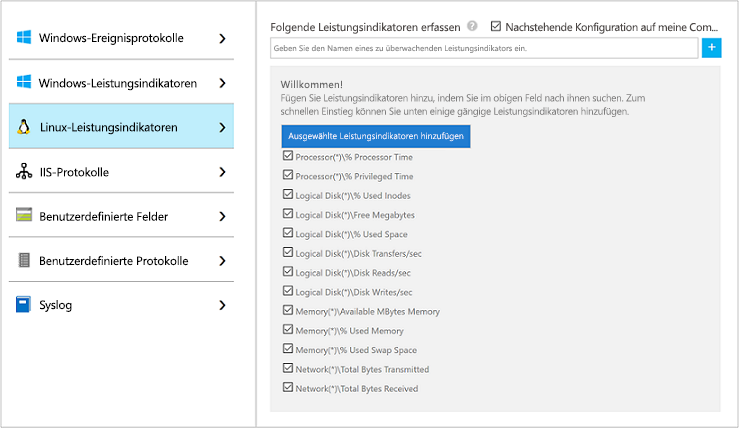 Windows-Ereignisprotokolle
Windows-Leistungsindikatoren
Linux-Leistungsindikatoren
IIS-Protokolle
Benutzerdefinierte Felder
Benutzerdefinierte Protokolle
Syslog
Folgende Leistungsindikatoren erfassen ? Nachstehende Konfiguration auf meine Com...
Geben Sie den Namen eines zu überwachenden Leistungsindikators ein.
Willkommen!
Fügen Sie Leistungsindikatoren hinzu, indem Sie im obigen Feld nach ihnen suchen. Zum
schnellen Einstieg können Sie unten einige gängige Leistungsindikatoren hinzufügen.
Ausgewählte Leistungsindikatoren hinzufügen
Processor(*)\% Processor Time
Processor(*)\% Privileged Time
Logical Disk(*)\% Used Inodes
Logical Disk(*)\Free Megabytes
Logical Disk(*)\% Used Space
Logical Disk(*)\Disk Transfers/sec
Logical Disk(*)\Disk Reads/sec
Logical Disk(*)\Disk Writes/sec
Memory(*)\Available MBytes Memory
Memory(*)\% Used Memory
Memory(*)\% Used Swap Space
Network(*)\Total Bytes Transmitted
Network(*)\Total Bytes Received